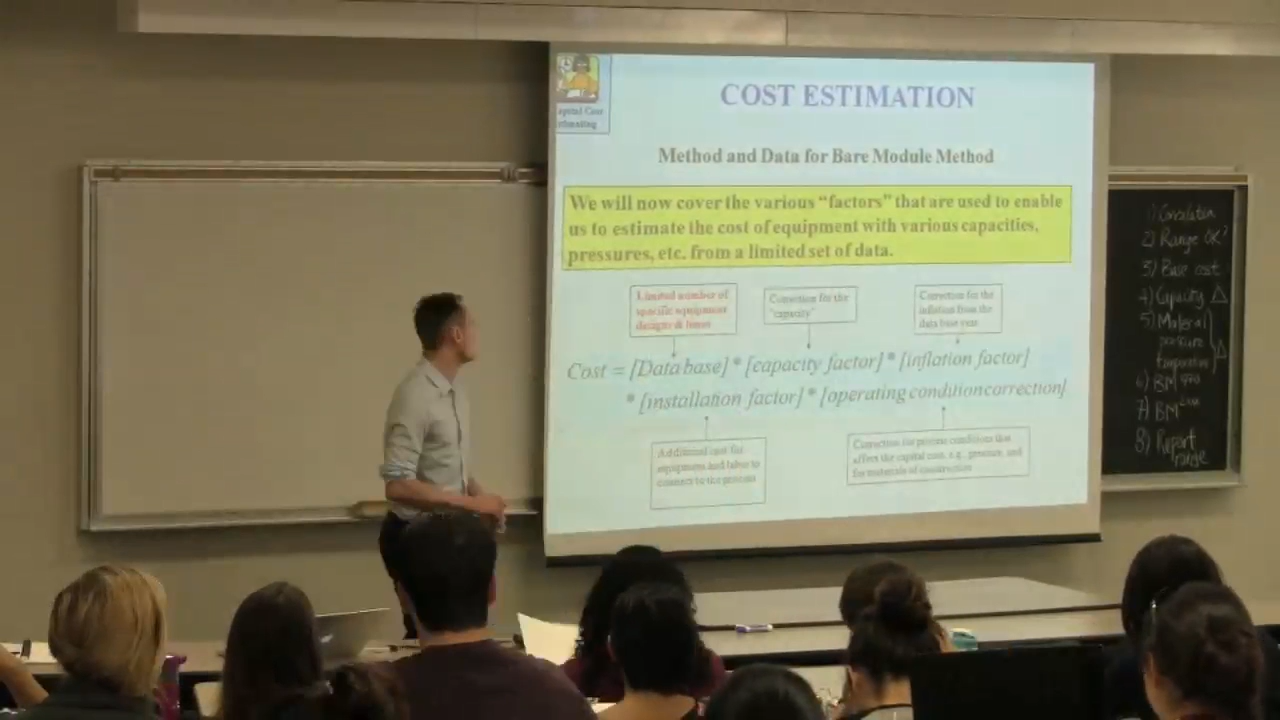 COST ESTIMATION
Method and Data for Bare Module Method
We will now cover the various “factors” that are used to enable
us to estimate the cost of equipment with various capacities,
pressures, etc. from a limited set of data.
Limited number of
specific equipment
designs & times
Correction for the
"capacity"
Correction for the
inflation from the
data base year
Cost = [Data base] * [capacity factor] * [inflation factor]
* [installation factor] * [operating condition correction]
Additional cost for
equipment and labor to
connect to the process
Correction for process conditions that
affect the capital cost, e.g., pressure, and
for materials of construction
1) Correlation
2) Range OK?
3) Base cost
4) Capacity △
5) Material
pressure
temperature
△
6) BM
7) BM
8) Report
range